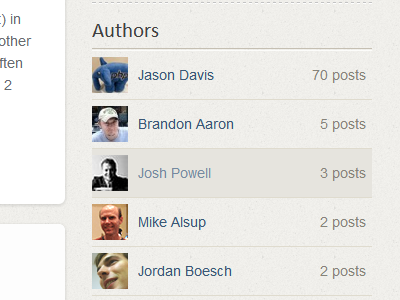 ) in
other
ften
2
Authors
Jason Davis 70 posts
Brandon Aaron 5 posts
Josh Powell 3 posts
Mike Alsup 2 posts
Jordan Boesch 2 posts